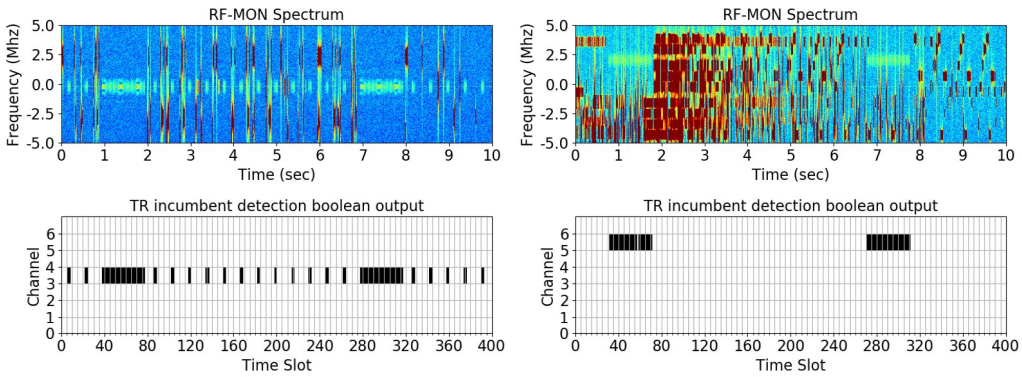 RF-MON Spectrum
5.0
2.5
0.0
-2.5
-5.0
Frequency (Mhz)
0 1 2 3 4 5 6 7 8 9 10
Time (sec)
RF-MON Spectrum
5.0
2.5
0.0
-2.5
-5.0
Frequency (Mhz)
0 1 2 3 4 5 6 7 8 9 10
Time (sec)
TR incumbent detection boolean output
6
5
4
3
2
1
0
Channel
0 40 80 120 160 200 240 280 320 360 400
Time Slot
TR incumbent detection boolean output
6
5
4
3
2
1
0
Channel
0 40 80 120 160 200 240 280 320 360 400
Time Slot